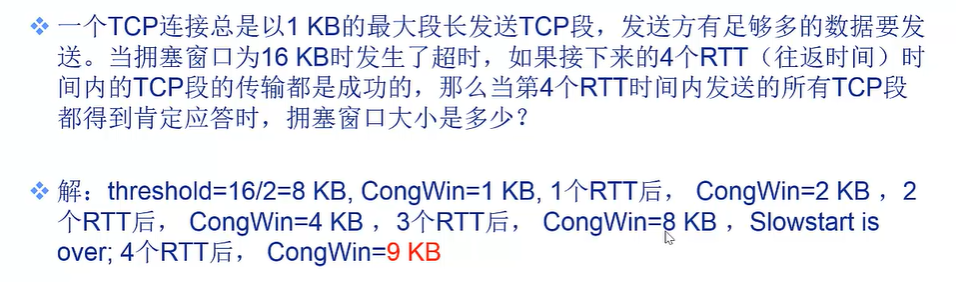 一个TCP连接总是以1 KB的最大段长发送TCP段，发送方有足够多的数据要发
送。当拥塞窗口为16 KB时发生了超时，如果接下来的4个RTT（往返时间）时
间内的TCP段的传输都是成功的，那么当第4个RTT时间内发送的所有TCP段
都得到肯定应答时，拥塞窗口大小是多少？
解：threshold=16/2=8 KB, CongWin=1 KB, 1个RTT后， CongWin=2 KB ，2
个RTT后， CongWin=4 KB ，3个RTT后， CongWin=8 KB ，Slowstart is
over; 4个RTT后， CongWin=9 KB